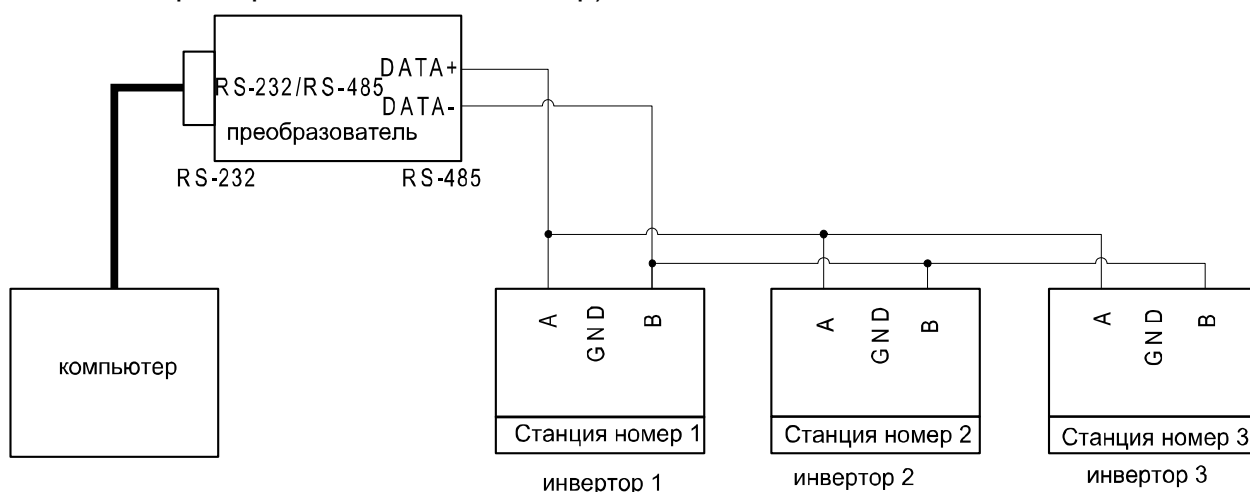 DATA+
RS-232/RS-485
DATA-
преобразователь
RS-232
RS-485
компьютер
A
GND
B
A
GND
B
A
GND
B
Станция номер 1
Станция номер 2
Станция номер 3
инвертор 1
инвертор 2
инвертор 3